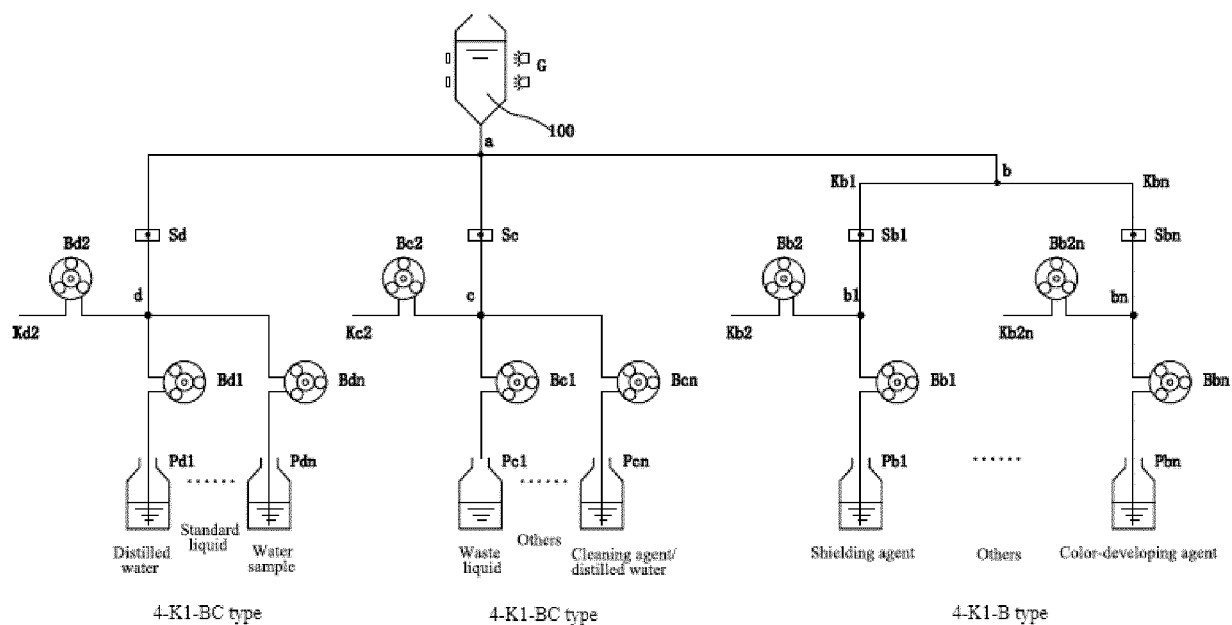 G
100
a
b
Kb1
Kbn
Sd
Sc
Sb1
Sbn
Bd2
Bc2
Bb2
Bb2n
d
c
b1
bn
Kd2
Kc2
Kb2
Kb2n
Bd1
Bdn
Bc1
Bcn
Bb1
Bbn
Pd1
......
Pdn
Pc1
......
Pcn
Pb1
......
Pbn
Distilled
water
Standard
liquid
Water
sample
Waste
liquid
Others
Cleaning agent/
distilled water
Shielding agent
Others
Color-developing agent
4-K1-BC type
4-K1-BC type
4-K1-B type